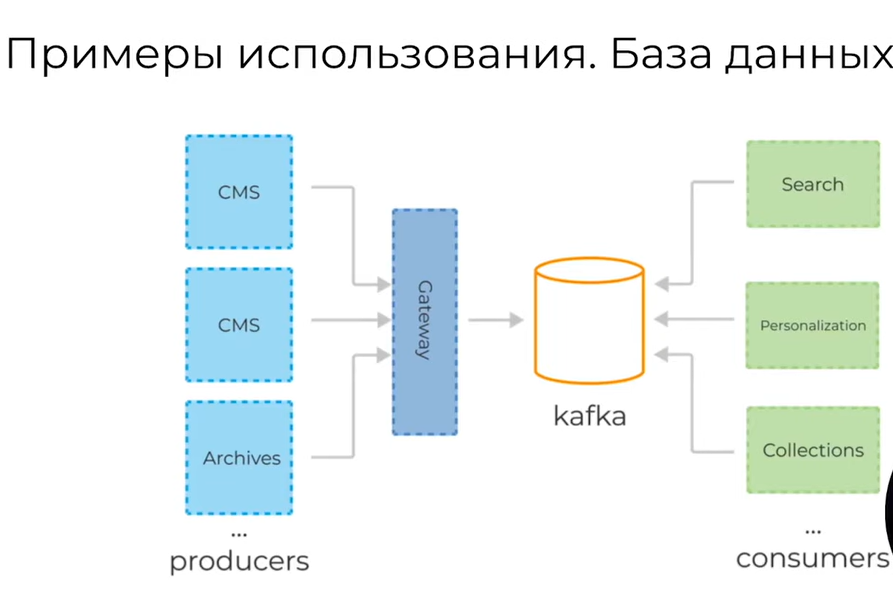 Примеры использования. База данных
CMS
CMS
Archives
...
producers
Gateway
kafka
Search
Personalization
Collections
...
consumers